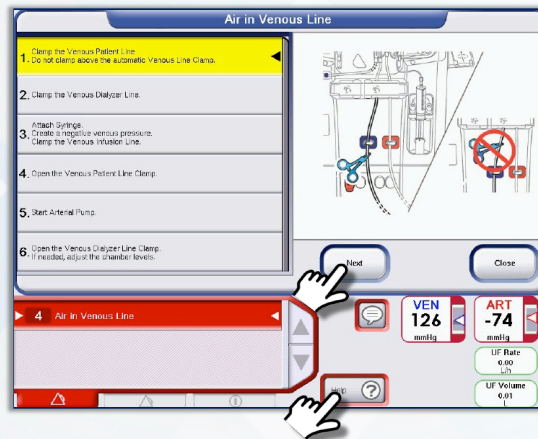 Air in Venous Line
1. Clamp the Venous Patient Line
Do not clamp above the automatic Venous Line Clamp.
2. Clamp the Venous Dialyzer Line.
3. Attach Syringe.
Create a negative venous pressure.
Clamp the Venous Infusion Line.
4. Open the Venous Patient Line Clamp.
5. Start Arterial Pump.
6. Open the Venous Dialyzer Line Clamp.
If needed, adjust the chamber levels.
Next
Close
4 Air in Venous Line
VEN
126
mmHg
ART
-74
mmHg
UF Rate
0.00
L/h
UF Volume
0.01
L
Help ?